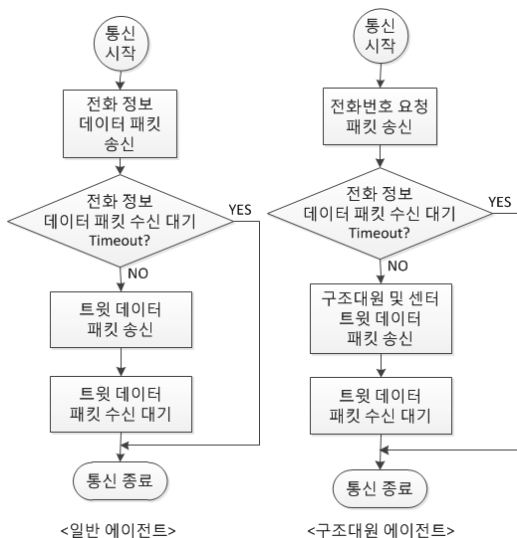 통신
시작
전화 정보
데이터 패킷
송신
전화 정보
데이터 패킷 수신 대기
Timeout?
YES
NO
트윗 데이터
패킷 송신
트윗 데이터
패킷 수신 대기
통신 종료
<일반 에이전트>
통신
시작
전화번호 요청
패킷 송신
전화 정보
데이터 패킷 수신 대기
Timeout?
YES
NO
구조대원 및 센터
트윗 데이터
패킷 송신
트윗 데이터
패킷 수신 대기
통신 종료
<구조대원 에이전트>